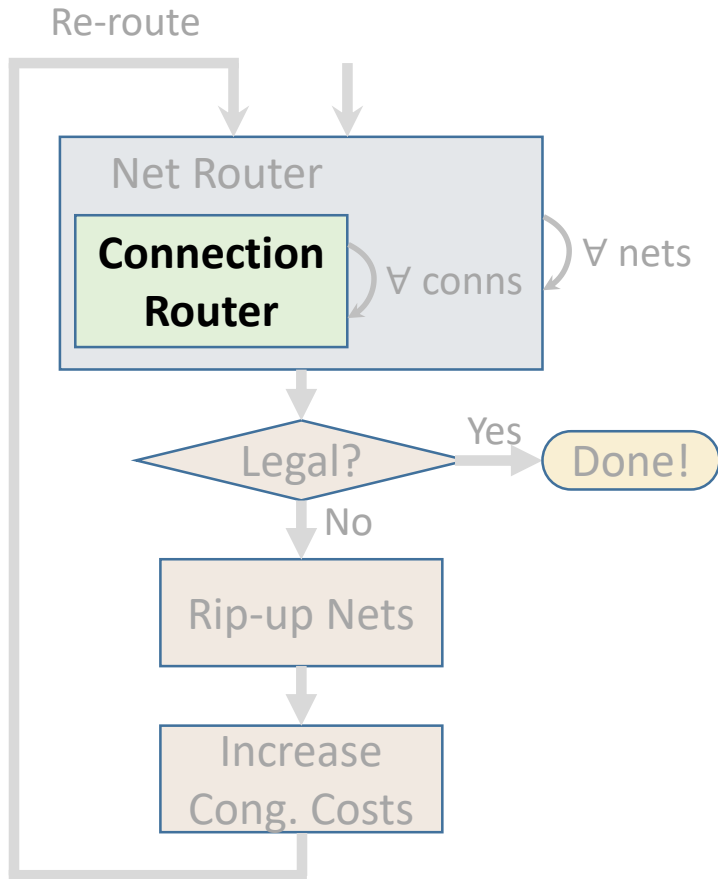 Re-route
Net Router
Connection
Router
∀ conns
∀ nets
Legal?
Yes
Done!
No
Rip-up Nets
Increase
Cong. Costs